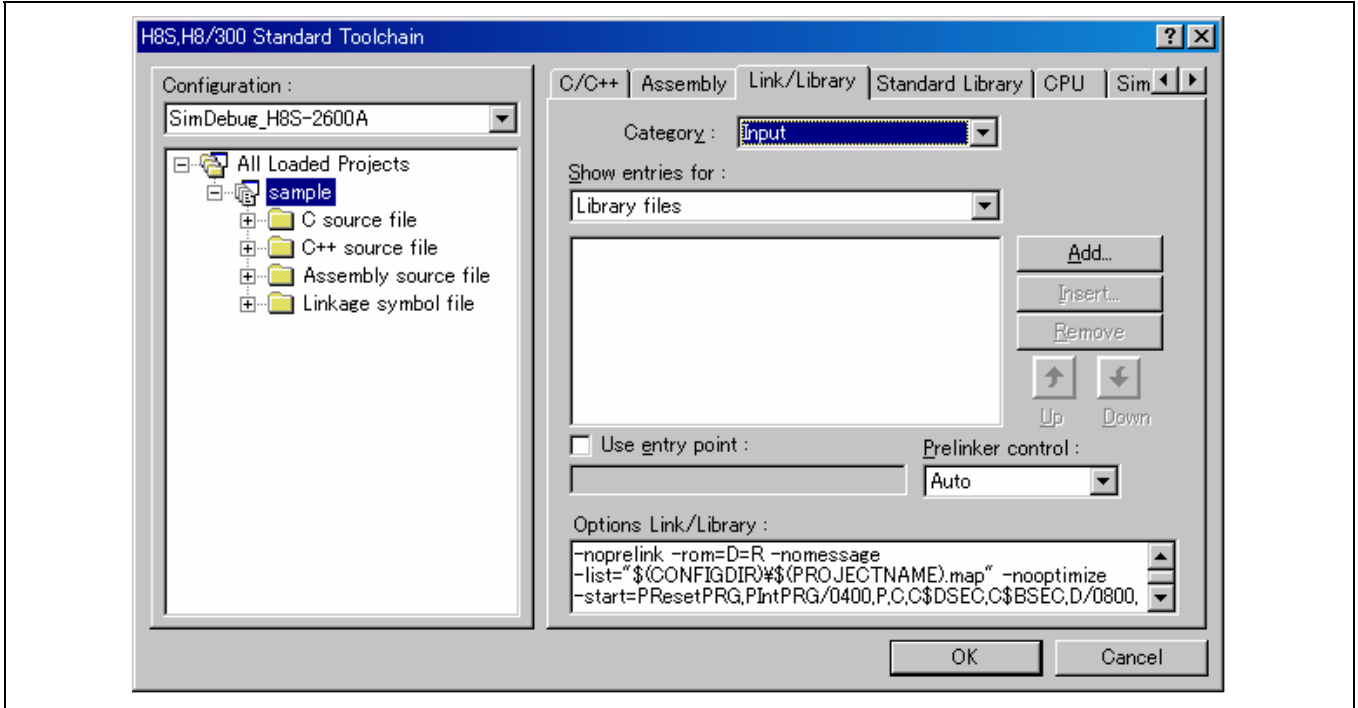 H8S,H8/300 Standard Toolchain
Configuration :
SimDebug_H8S-2600A
All Loaded Projects
sample
C source file
C++ source file
Assembly source file
Linkage symbol file
C/C++ Assembly Link/Library Standard Library CPU Sim
Category : Input
Show entries for :
Library files
Add...
Insert...
Remove
Up Down
Use entry point : Prelinker control :
Auto
Options Link/Library :
-noprelink -rom=D=R -nomessage
-list="$(CONFIGDIR)¥$(PROJECTNAME).map" -nooptimize
-start=PResetPRG,PIntPRG/0400,P,C,C$DSEC,C$BSEC,D/0800,
OK Cancel